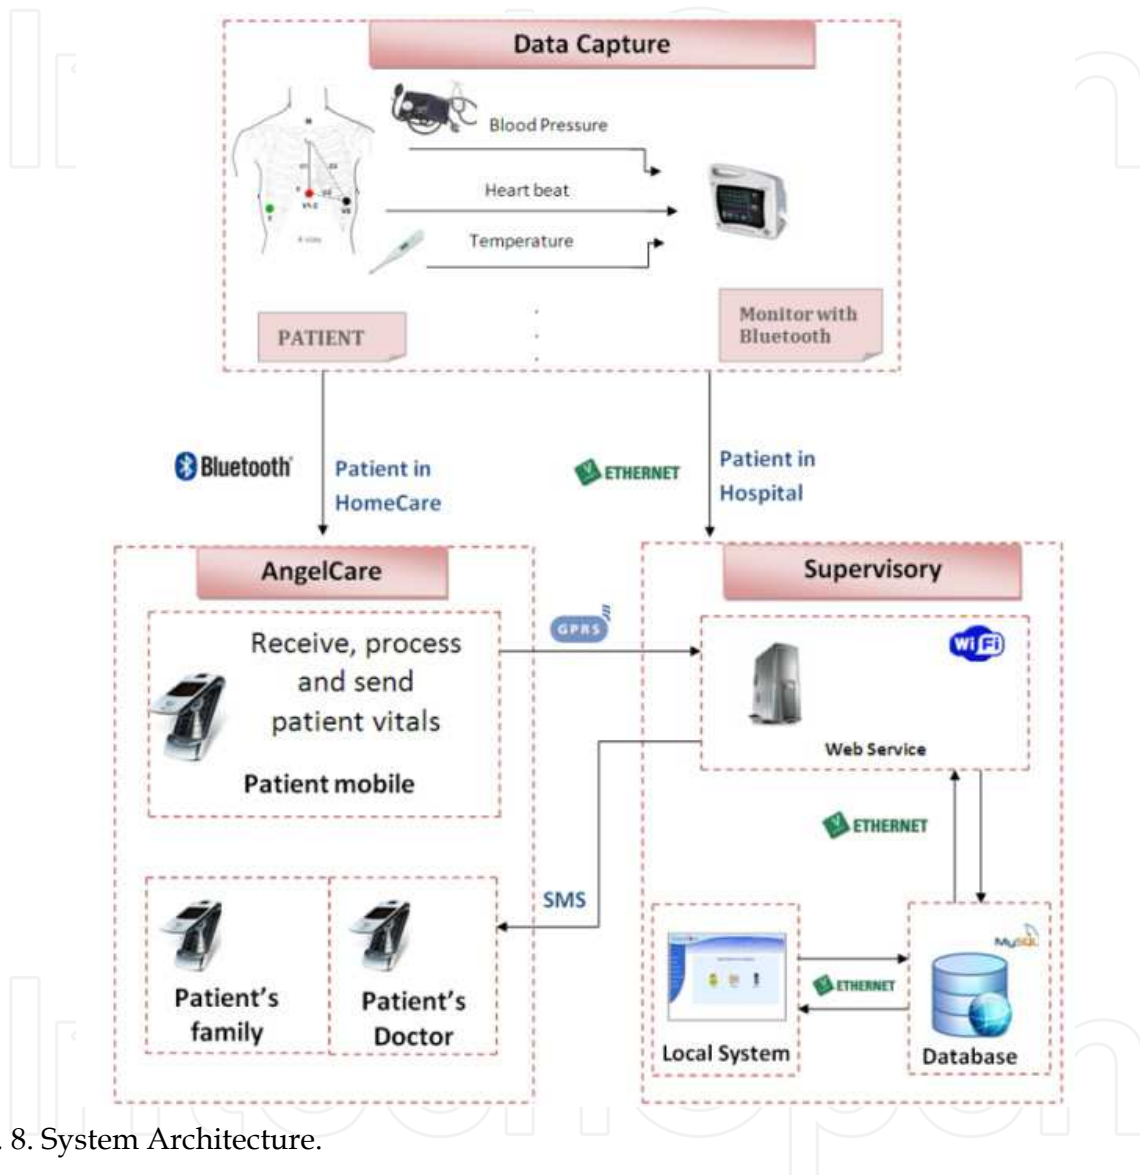 Data Capture
Blood Pressure
Heart beat
Temperature
PATIENT
Monitor with
Bluetooth
Bluetooth
Patient in
HomeCare
ETHERNET
Patient in
Hospital
AngelCare
Supervisory
Receive, process
and send
patient vitals
Patient mobile
GPRS
WiFi
Web Service
ETHERNET
SMS
Patient's
family
Patient's
Doctor
Local System
ETHERNET
MySQL
Database
. 8. System Architecture.